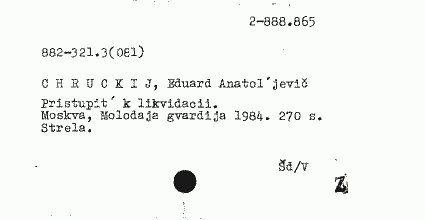 2-888.865
882-321.3(081)
C H R U C K I J, Eduard Anatol´jevič
Pristupit´ k likvidacii.
Moskva, Molodaja gvardija 1984. 270 s.
Strela.
Šd/V
Z